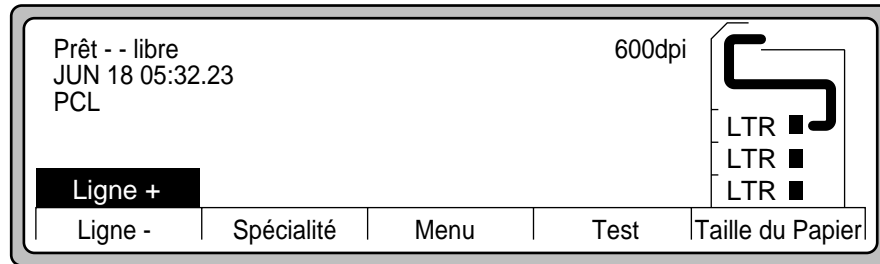 Prêt - - libre 600dpi
JUN 18 05:32.23
PCL
LTR
LTR
Ligne + LTR
Ligne - Spécialité Menu Test Taille du Papier